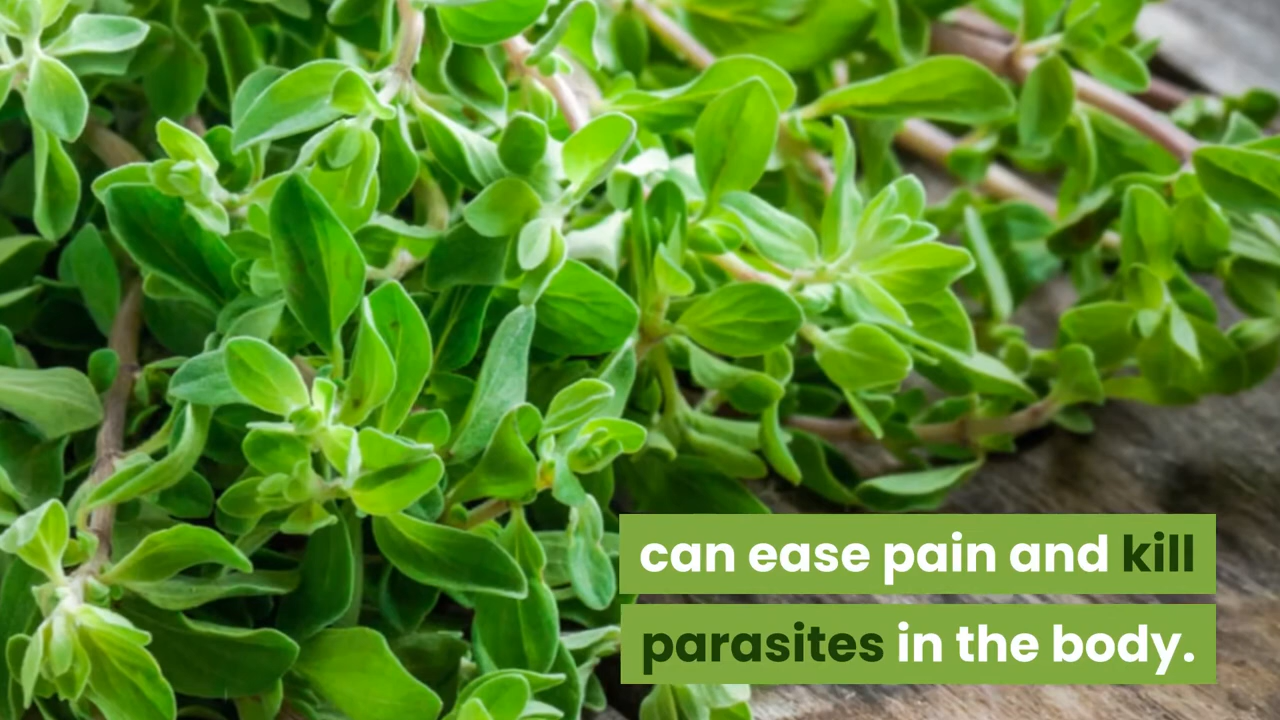 can ease pain and kill
parasites in the body.